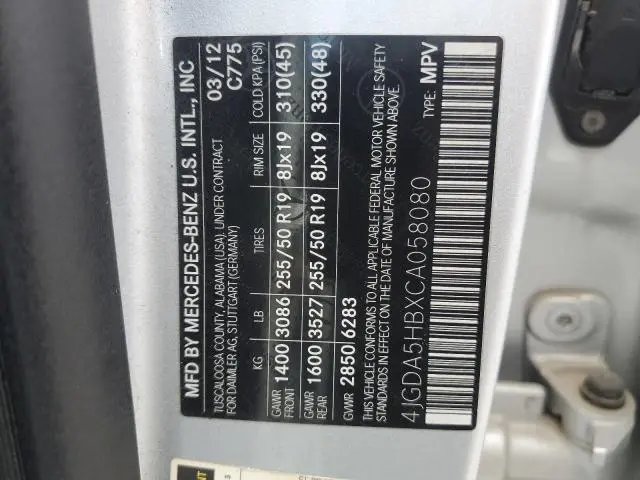 MFD BY MERCEDES-BENZ U.S. INTL., INC
TUSCALOOSA COUNTY, ALABAMA (USA), UNDER CONTRACT 03/12
FOR DAIMLER AG, STUTTGART (GERMANY) C775
KG LB TIRES RIM SIZE COLD KPA (PSI)
GAWR FRONT 1400 3086 255/50 R19 8Jx19 310(45)
GAWR REAR 1600 3527 255/50 R19 8Jx19 330(48)
GVWR 2850 6283
THIS VEHICLE CONFORMS TO ALL APPLICABLE FEDERAL MOTOR VEHICLE SAFETY
STANDARDS IN EFFECT ON THE DATE OF MANUFACTURE SHOWN ABOVE.
4JGDA5HBXCA058080 TYPE: MPV